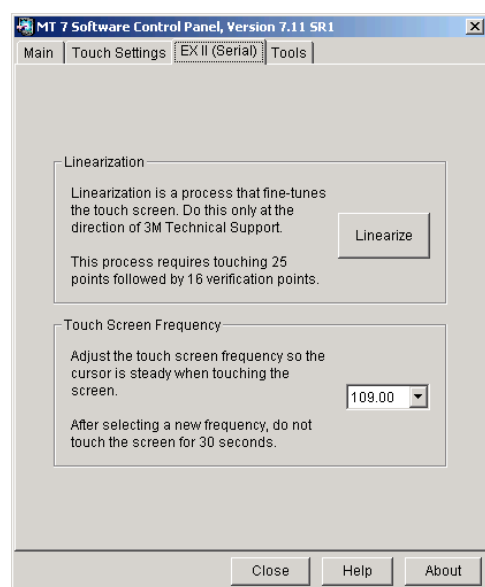 MT 7 Software Control Panel, Version 7.11 SR1
Main Touch Settings EX II (Serial) Tools
Linearization
Linearization is a process that fine-tunes
the touch screen. Do this only at the
direction of 3M Technical Support.
Linearize
This process requires touching 25
points followed by 16 verification points.
Touch Screen Frequency
Adjust the touch screen frequency so the
cursor is steady when touching the
screen.
109.00
After selecting a new frequency, do not
touch the screen for 30 seconds.
Close Help About